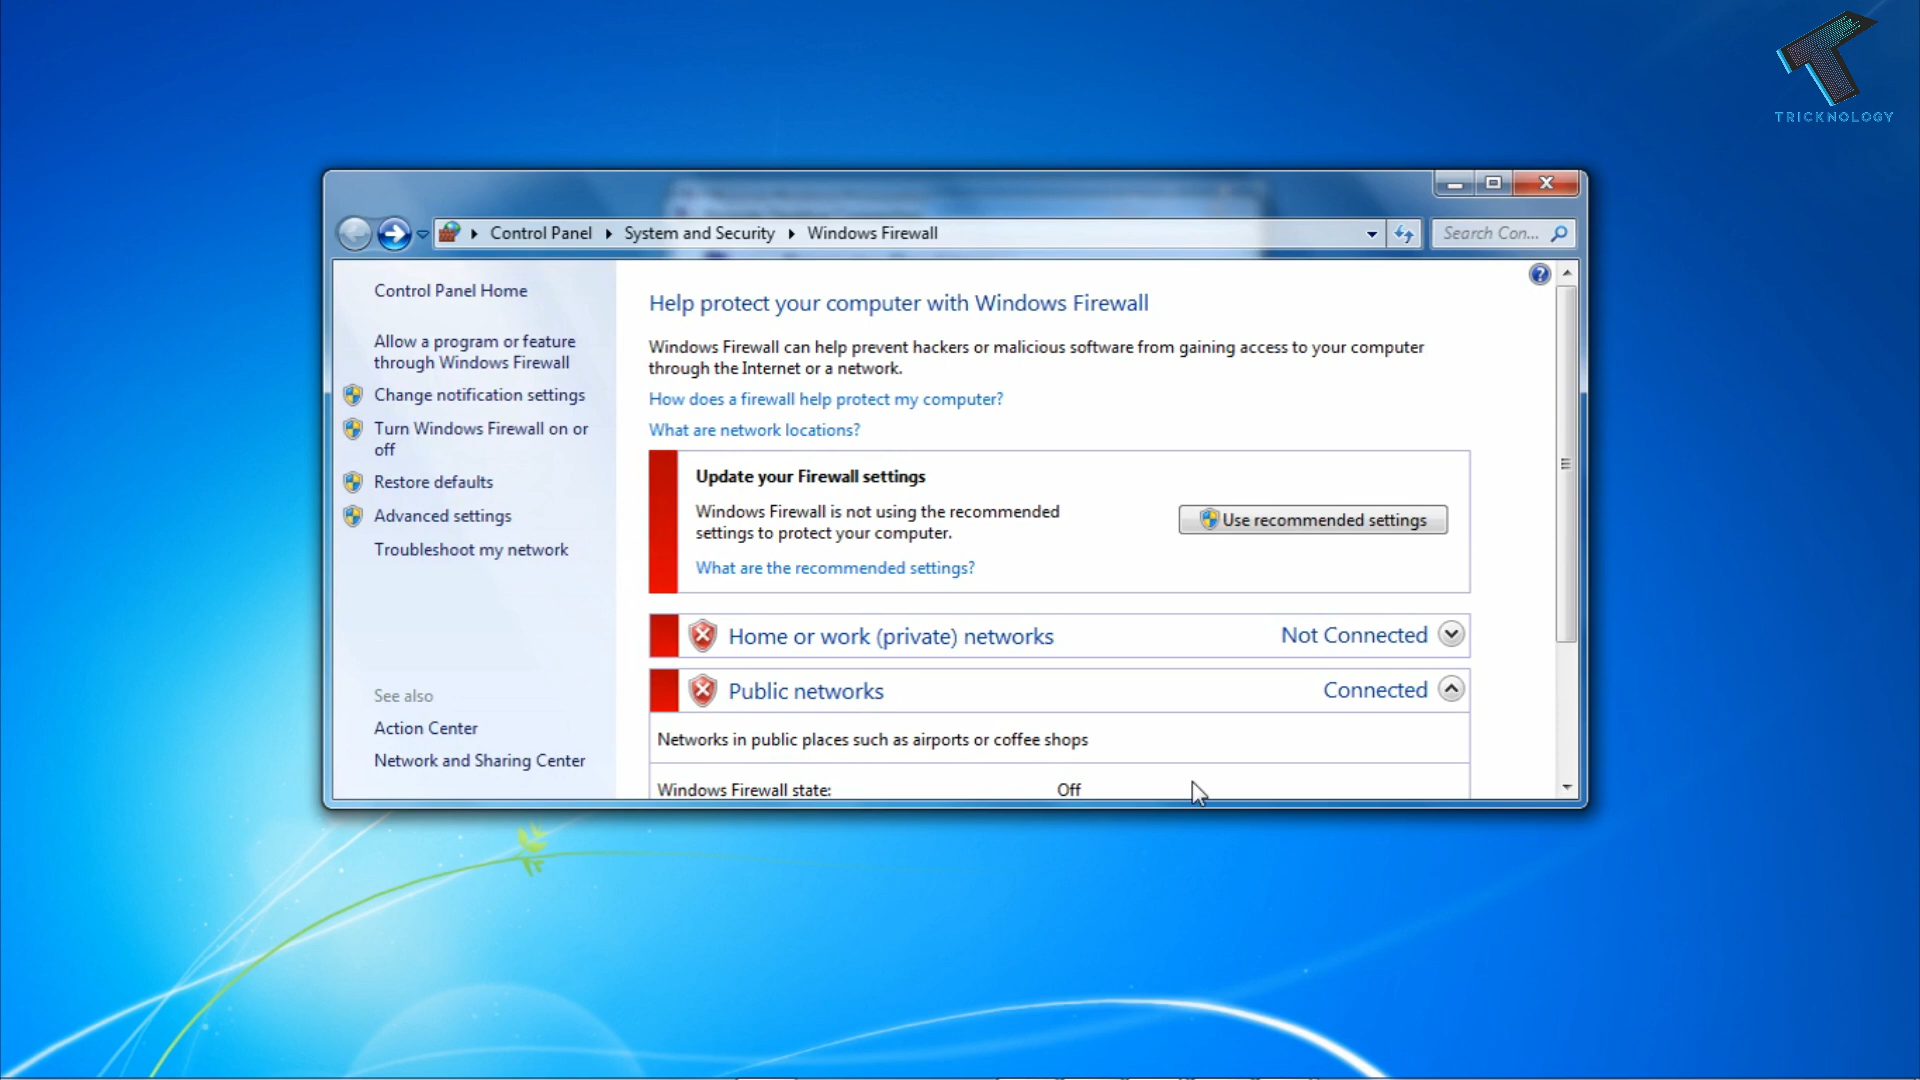 TRICKNOLOGY
Control Panel
System and Security
Windows Firewall
Search Con...
Control Panel Home
Allow a program or feature
through Windows Firewall
Change notification settings
Turn Windows Firewall on or
off
Restore defaults
Advanced settings
Troubleshoot my network
See also
Action Center
Network and Sharing Center
Help protect your computer with Windows Firewall
Windows Firewall can help prevent hackers or malicious software from gaining access to your computer
through the Internet or a network.
How does a firewall help protect my computer?
What are network locations?
Update your Firewall settings
Windows Firewall is not using the recommended
settings to protect your computer.
Use recommended settings
What are the recommended settings?
Home or work (private) networks Not Connected
Public networks Connected
Networks in public places such as airports or coffee shops
Windows Firewall state: Off